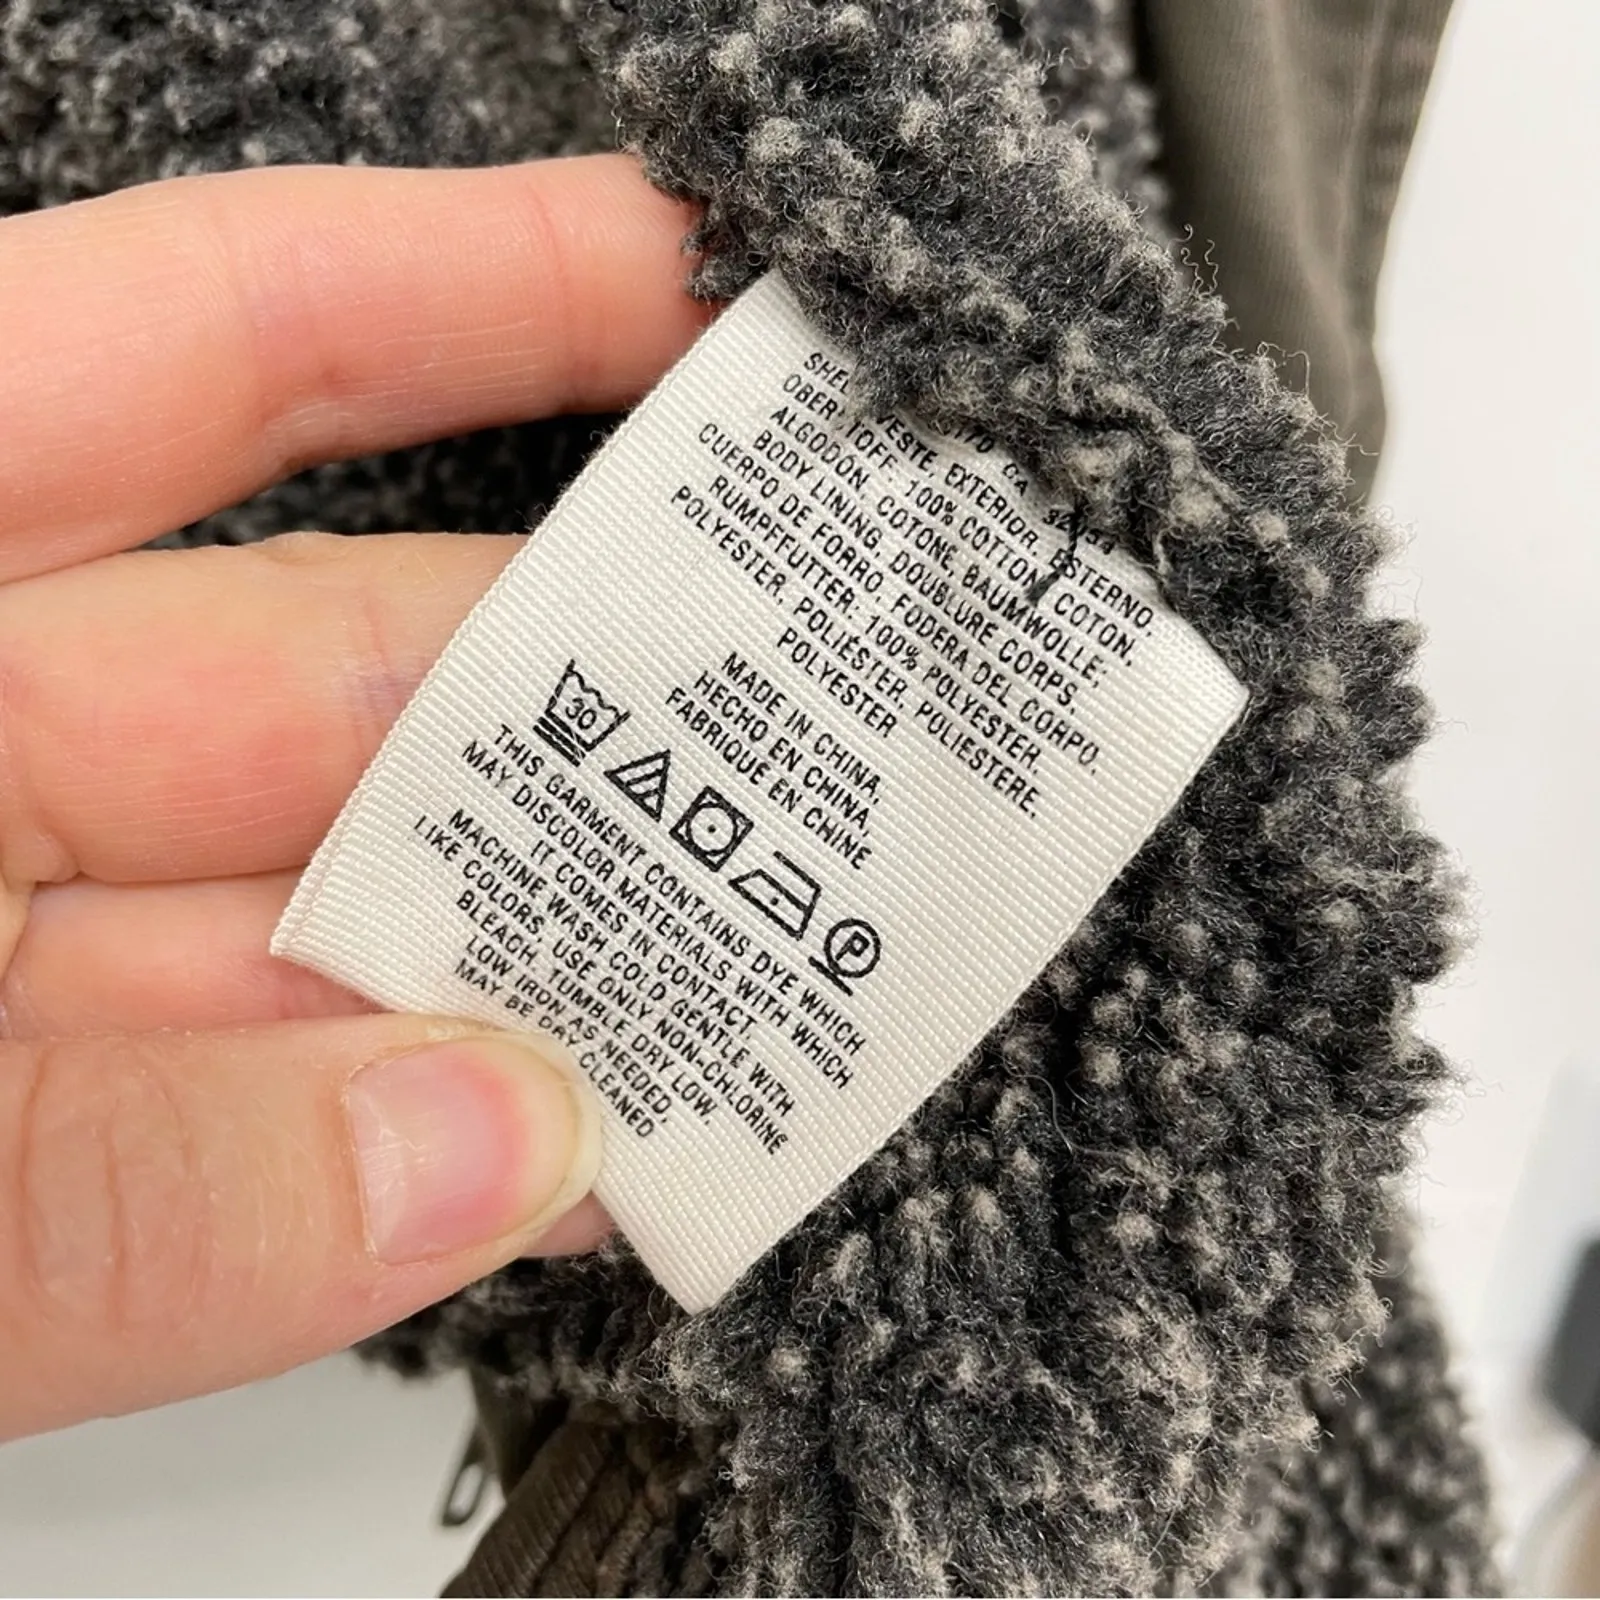 VESTE, EXTERIOR, ESTERNO,
100% COTTON, COTON,
ALGODÓN, COTONE, BAUMWOLLE;
BODY LINING, DOUBLURE CORPS,
CUERPO DE FORRO, FODERA DEL CORPO,
RUMPFFUTTER: 100% POLYESTER,
POLYESTER, POLIÉSTER, POLIESTERE,
POLYESTER
MADE IN CHINA,
HECHO EN CHINA,
FABRIQUE EN CHINE
30
P
THIS GARMENT CONTAINS DYE WHICH
MAY DISCOLOR MATERIALS WITH WHICH
IT COMES IN CONTACT
MACHINE WASH COLD GENTLE WITH
LIKE COLORS, USE ONLY NON-CHLORINE
BLEACH, TUMBLE DRY LOW,
LOW IRON AS NEEDED,
MAY BE DRY CLEANED